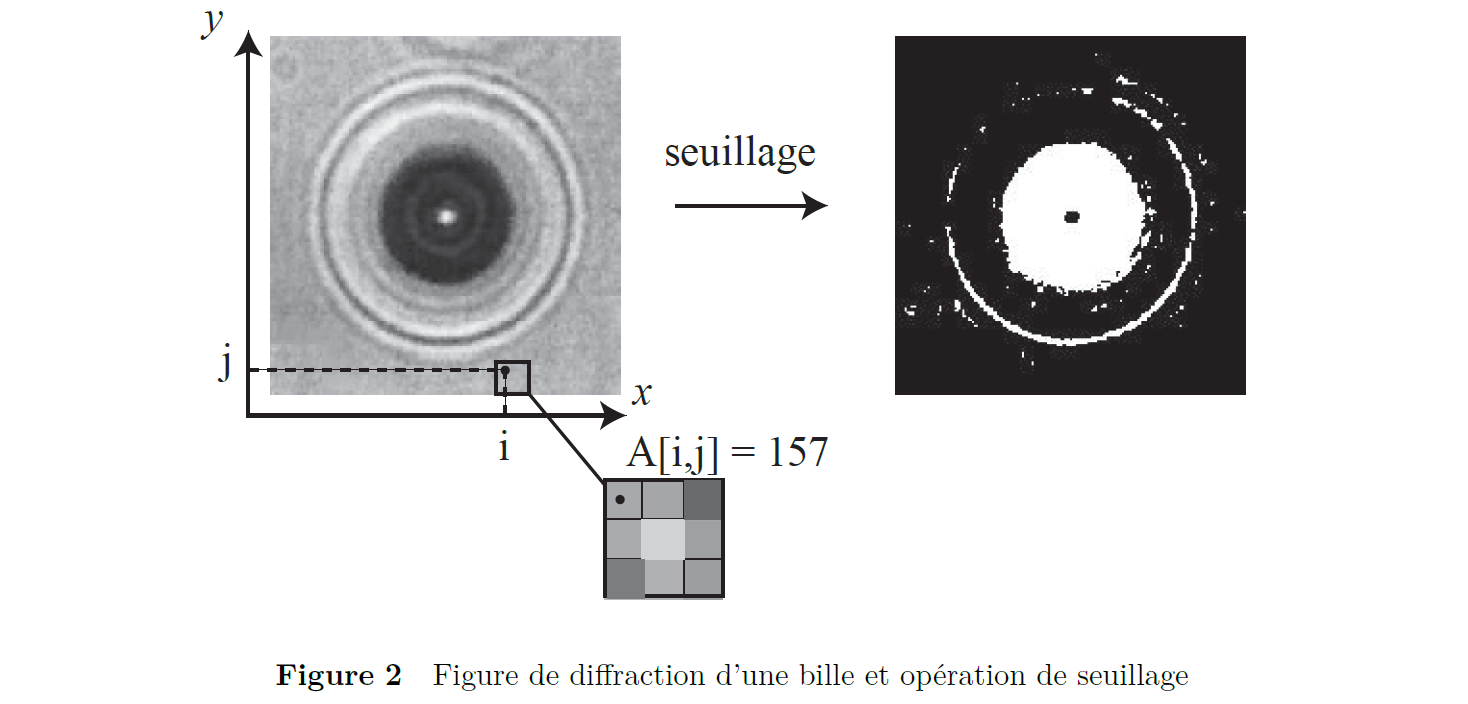 y
seuillage
j
x
i
A[i,j] = 157
Figure 2 Figure de diffraction d'une bille et opération de seuillage